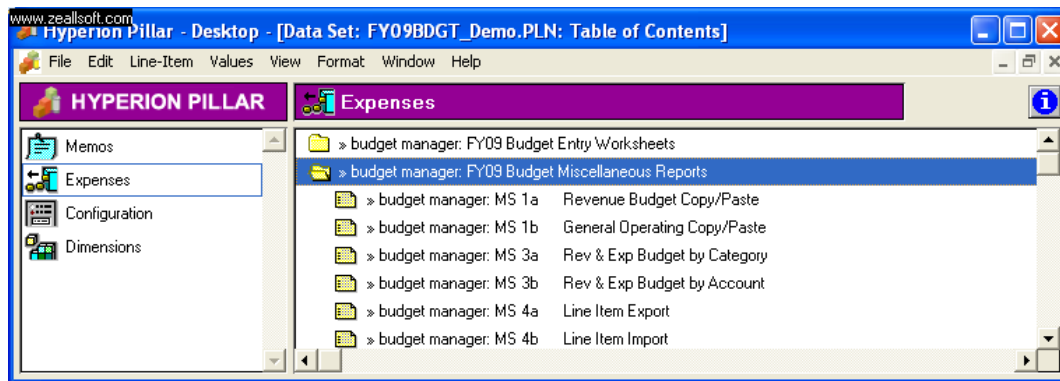 www.zeallsoft.com
Hyperion Pillar - Desktop - [Data Set: FY09BDGT_Demo.PLN: Table of Contents]
File Edit Line-Item Values View Format Window Help
HYPERION PILLAR
Expenses
Memos
Expenses
Configuration
Dimensions
» budget manager: FY09 Budget Entry Worksheets
» budget manager: FY09 Budget Miscellaneous Reports
» budget manager: MS 1a Revenue Budget Copy/Paste
» budget manager: MS 1b General Operating Copy/Paste
» budget manager: MS 3a Rev & Exp Budget by Category
» budget manager: MS 3b Rev & Exp Budget by Account
» budget manager: MS 4a Line Item Export
» budget manager: MS 4b Line Item Import